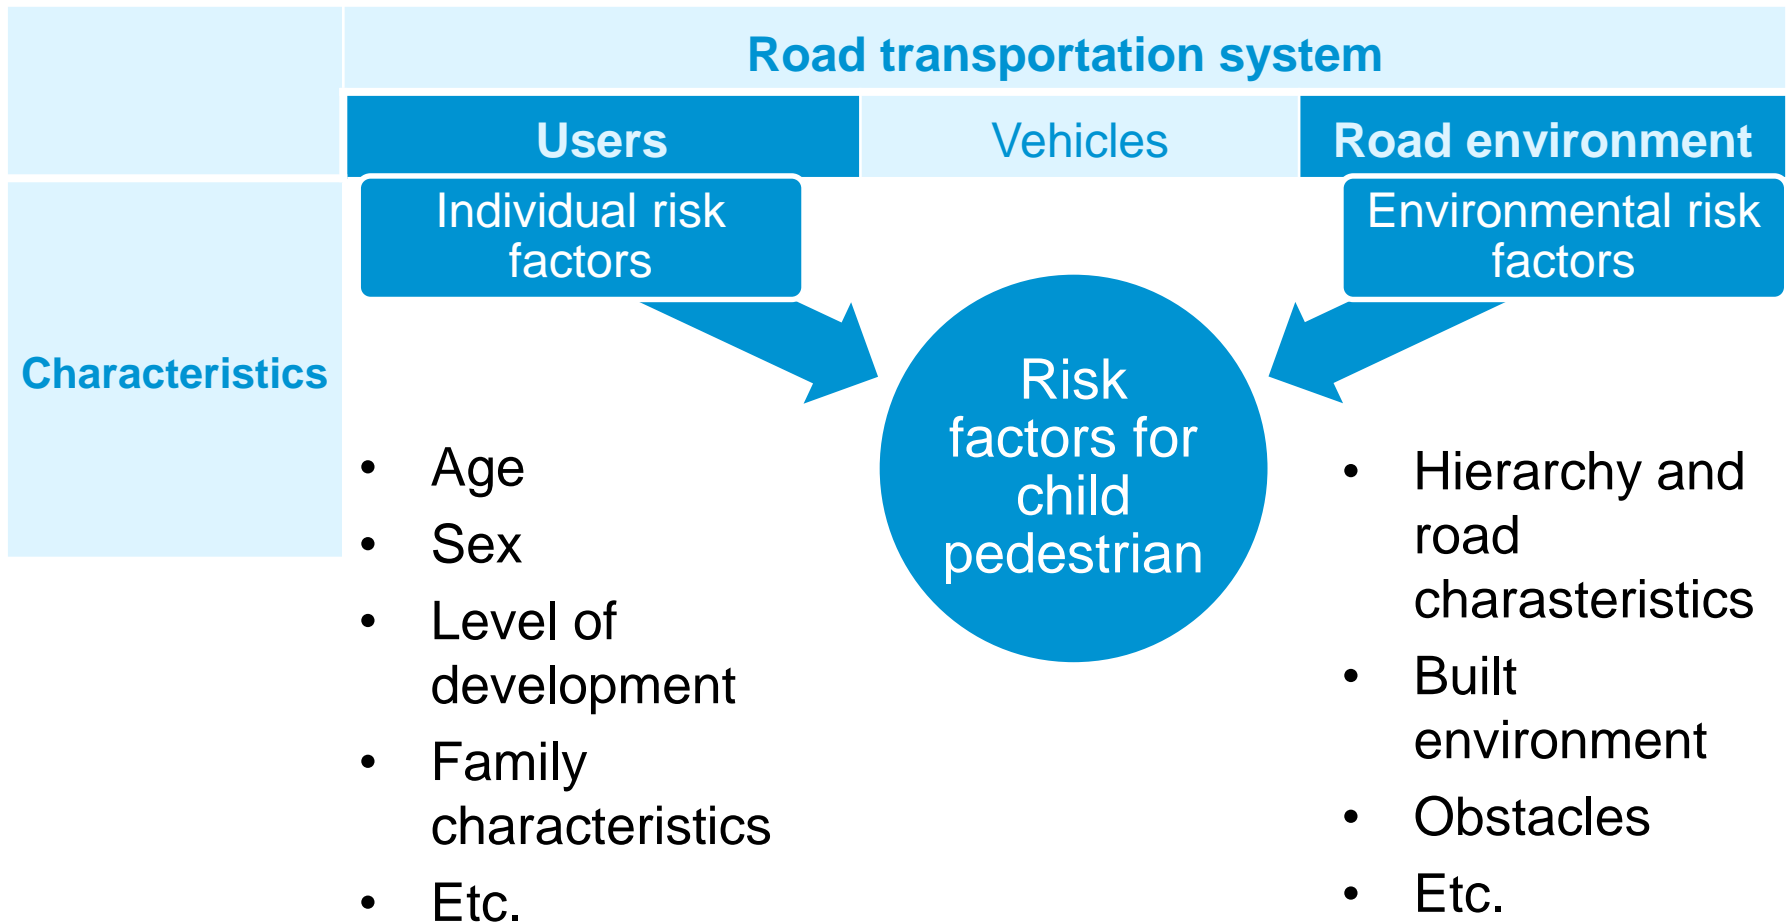 Road transportation system
Users
Vehicles
Road environment
Individual risk
factors
Environmental risk
factors
Characteristics
Risk
factors for
child
pedestrian
• Age
• Sex
• Level of
development
• Family
characteristics
• Etc.
• Hierarchy and
road
charasteristics
• Built
environment
• Obstacles
• Etc.